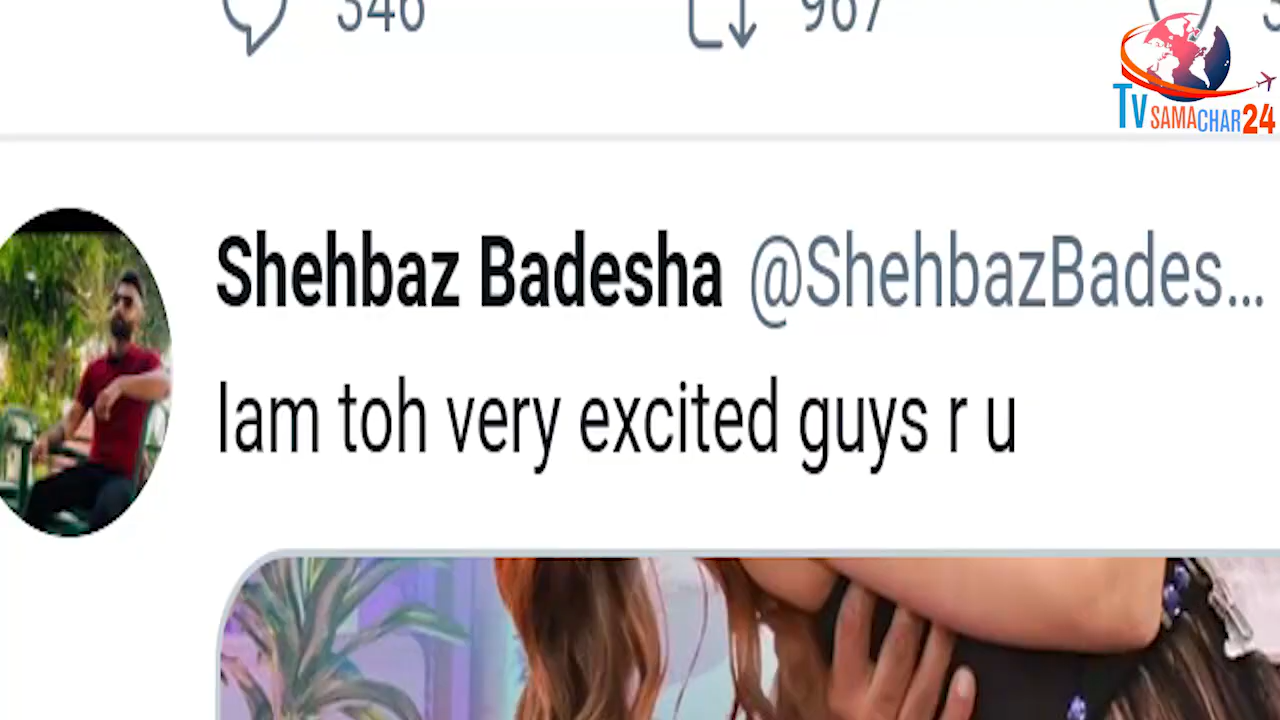 346
967
TV SAMACHAR24
Shehbaz Badesha @ShehbazBades...
Iam toh very excited guys r u